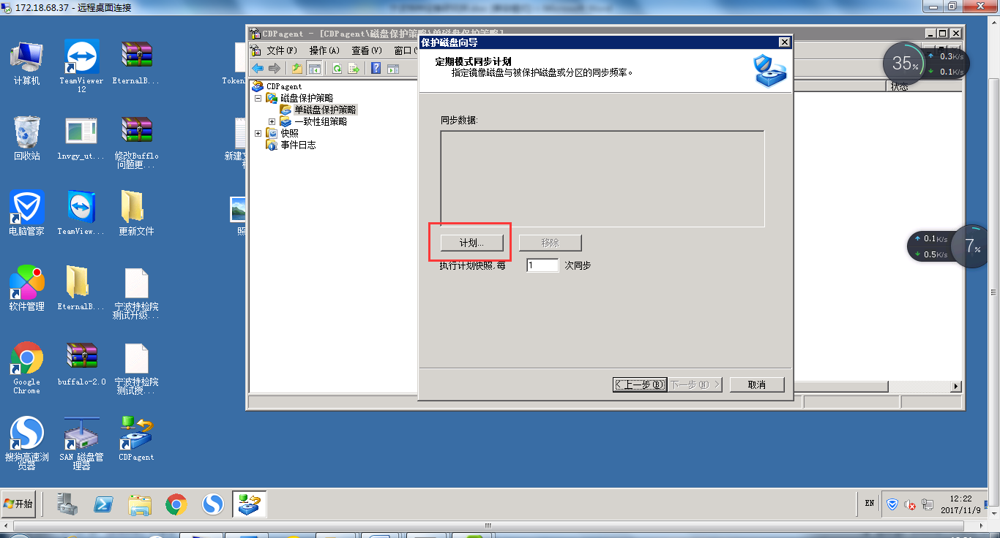 172.18.68.37 - 远程桌面连接
计算机
TeamViewer
12
EternalB...
Token
回收站
lnvgy_ut...
修改Bufflo
问题更...
新建文
电脑管家
TeamView...
更新文件
照
软件管理
EternalB...
宁波特检院
测试升级...
Google
Chrome
buffalo-2.0
宁波特检院
测试授...
搜狗高速浏
览器
SAN 磁盘管
理器
CDPagent
CDPagent - [CDPagent\磁盘保护策略\单磁盘保护策略]
文件(F)
操作(A)
查看(V)
窗口(
CDPagent
磁盘保护策略
单磁盘保护策略
一致性组策略
快照
事件日志
状态
保护磁盘向导
定期模式同步计划
指定镜像磁盘与被保护磁盘或分区的同步频率。
同步数据:
计划...
移除
执行计划快照,每
1
次同步
< 上一步(B)
下一步(N) >
取消
35%
0.3K/s
0.1K/s
0.1K/s
0.5K/s
7%
开始
EN
12:22
2017/11/9